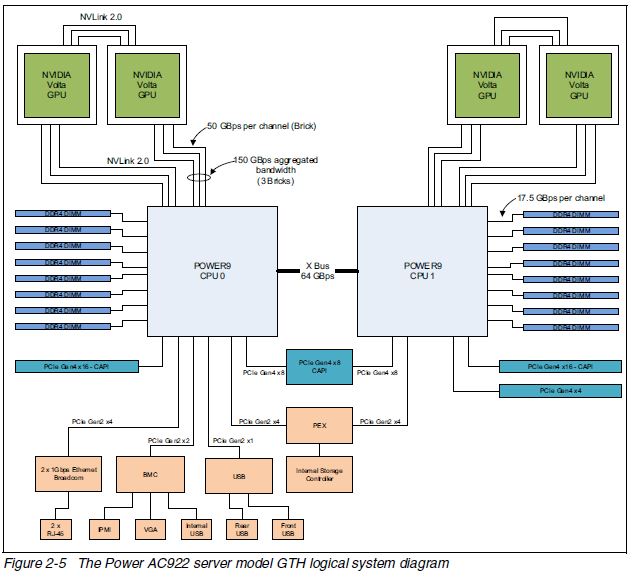 NVLink 2.0
NVIDIA
Volta
GPU
NVIDIA
Volta
GPU
NVIDIA
Volta
GPU
NVIDIA
Volta
GPU
50 GBps per channel (Brick)
NVLink 2.0
150 GBps aggregated
bandwidth
(3 Bricks)
17.5 GBps per channel
DDR4 DIMM
DDR4 DIMM
DDR4 DIMM
DDR4 DIMM
DDR4 DIMM
DDR4 DIMM
DDR4 DIMM
DDR4 DIMM
POWER9
CPU 0
X Bus
64 GBps
POWER9
CPU 1
DDR4 DIMM
DDR4 DIMM
DDR4 DIMM
DDR4 DIMM
DDR4 DIMM
DDR4 DIMM
DDR4 DIMM
DDR4 DIMM
PCIe Gen4 x16 - CAPI
PCIe Gen4 x8
PCIe Gen4 x8
CAPI
PCIe Gen4 x8
PCIe Gen4 x16 - CAPI
PCIe Gen4 x4
PCIe Gen2 x4
PCIe Gen2 x2
PCIe Gen2 x1
PCIe Gen2 x4
PEX
PCIe Gen2 x4
2 x 1Gbps Ethernet
Broadcom
BMC
USB
Internal Storage
Controller
2 x
RJ-45
IPMI
VGA
Internal
USB
Rear
USB
Front
USB
Figure 2-5 The Power AC922 server model GTH logical system diagram